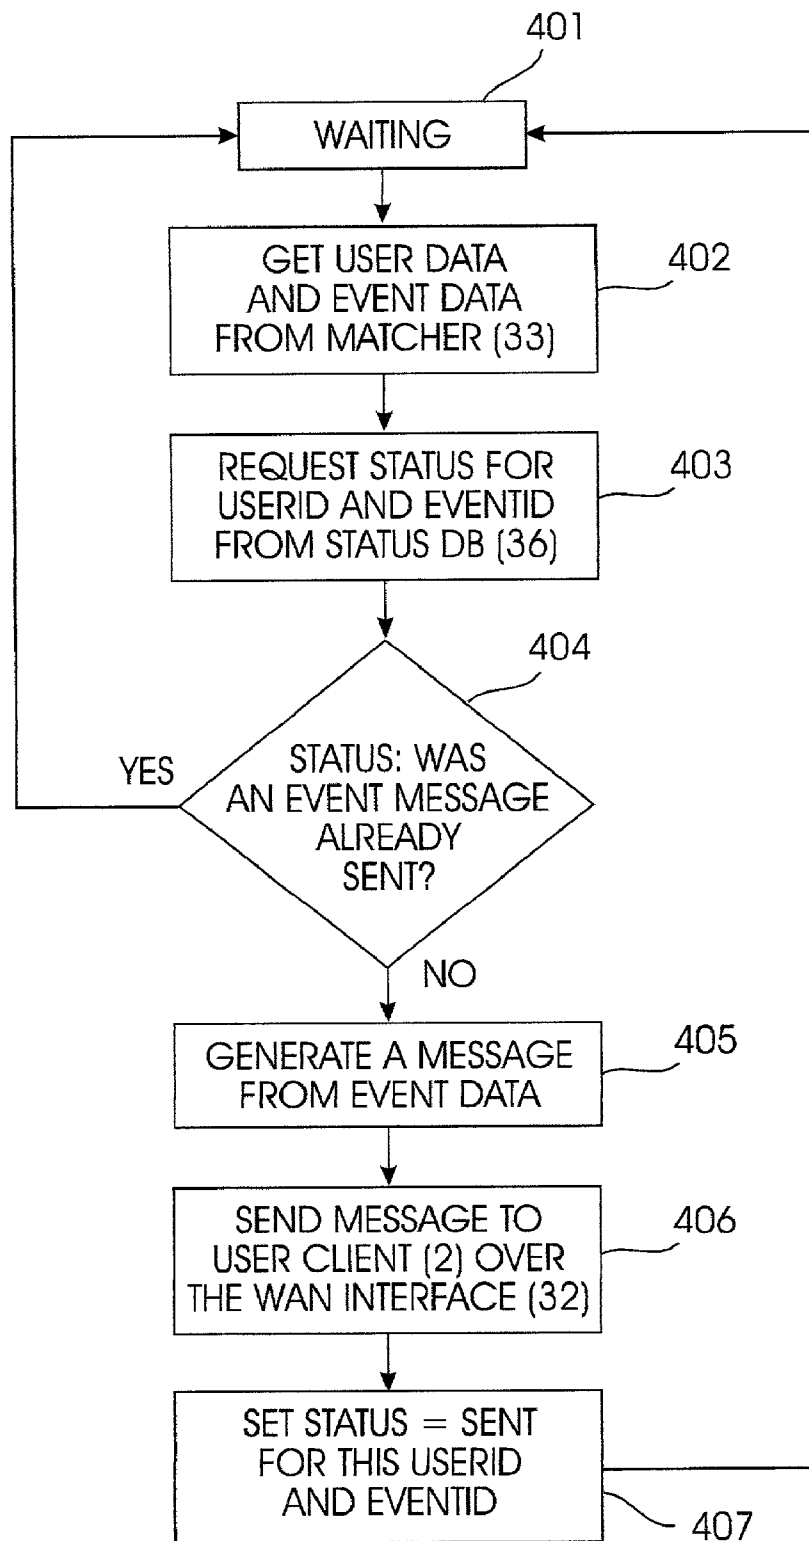 401
WAITING
GET USER DATA
AND EVENT DATA
FROM MATCHER (33)
402
REQUEST STATUS FOR
USERID AND EVENTID
FROM STATUS DB (36)
403
404
STATUS: WAS
AN EVENT MESSAGE
ALREADY
SENT?
YES
NO
GENERATE A MESSAGE
FROM EVENT DATA
405
SEND MESSAGE TO
USER CLIENT (2) OVER
THE WAN INTERFACE (32)
406
SET STATUS = SENT
FOR THIS USERID
AND EVENTID
407